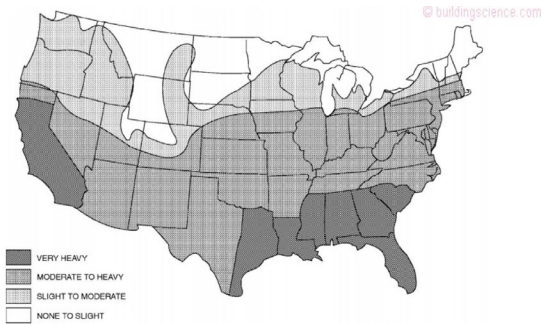 © buildingscience.com
VERY HEAVY
MODERATE TO HEAVY
SLIGHT TO MODERATE
NONE TO SLIGHT